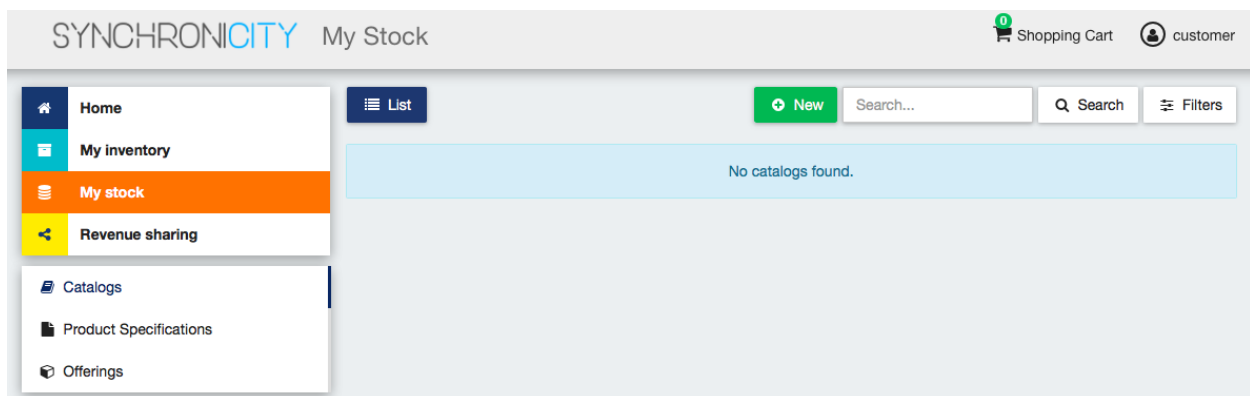 SYNCHRONICITY My Stock
0
Shopping Cart
customer
Home
My inventory
My stock
Revenue sharing
Catalogs
Product Specifications
Offerings
List
New
Search...
Search
Filters
No catalogs found.